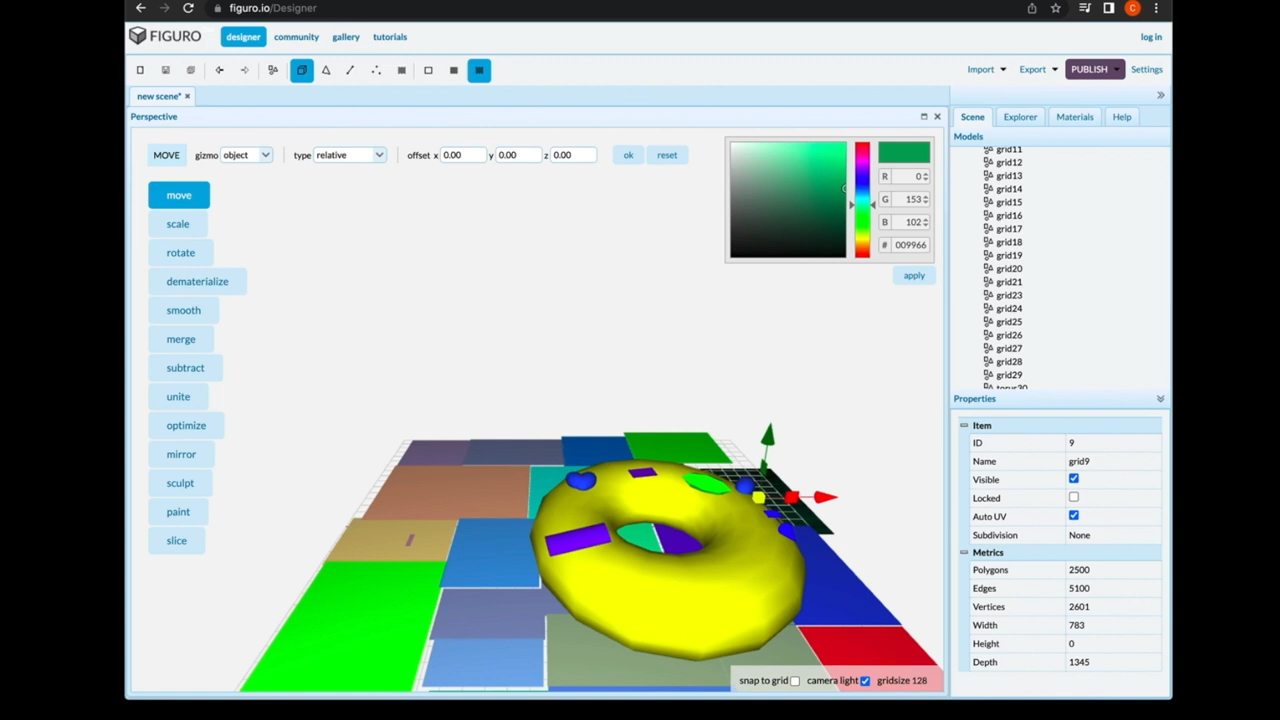 figuro.io/Designer
C
FIGURO designer community gallery tutorials log in
Import Export PUBLISH Settings
new scene* ×
Perspective
MOVE gizmo object type relative offset x 0.00 y 0.00 z 0.00 ok reset
move
scale
rotate
dematerialize
smooth
merge
subtract
unite
optimize
mirror
sculpt
paint
slice
R 0
G 153
B 102
# 009966
apply
snap to grid camera light gridsize 128
Scene Explorer Materials Help
Models
grid11
grid12
grid13
grid14
grid15
grid16
grid17
grid18
grid19
grid20
grid21
grid23
grid24
grid25
grid26
grid27
grid28
grid29
torus30
Properties
Item
ID 9
Name grid9
Visible
Locked
Auto UV
Subdivision None
Metrics
Polygons 2500
Edges 5100
Vertices 2601
Width 783
Height 0
Depth 1345